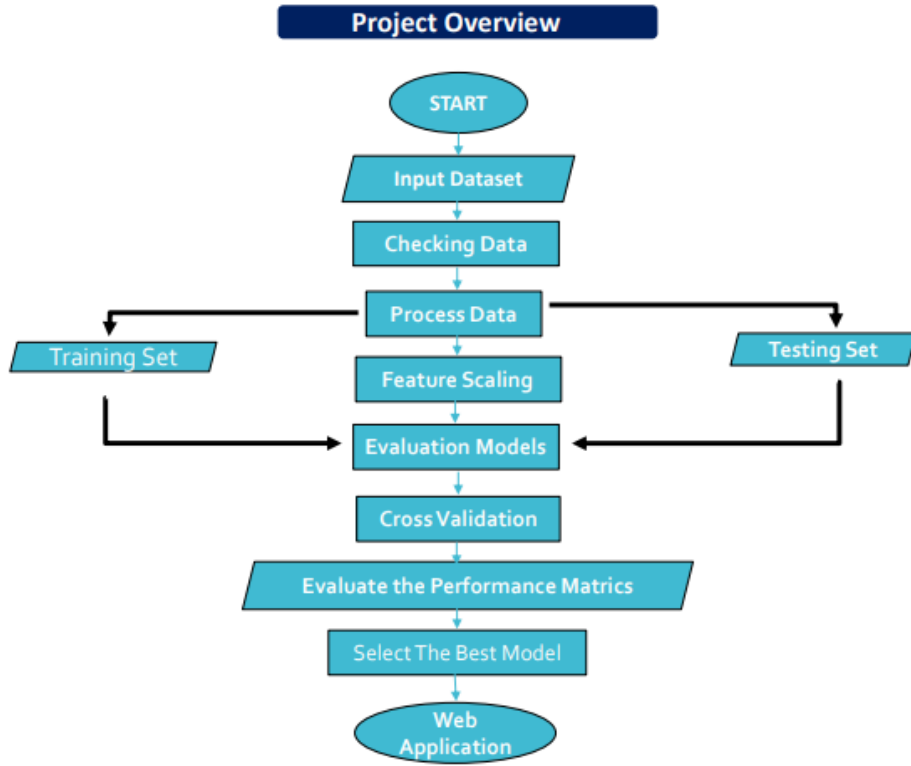 Project Overview
START
Input Dataset
Checking Data
Process Data
Training Set
Testing Set
Feature Scaling
Evaluation Models
Cross Validation
Evaluate the Performance Matrics
Select The Best Model
Web
Application